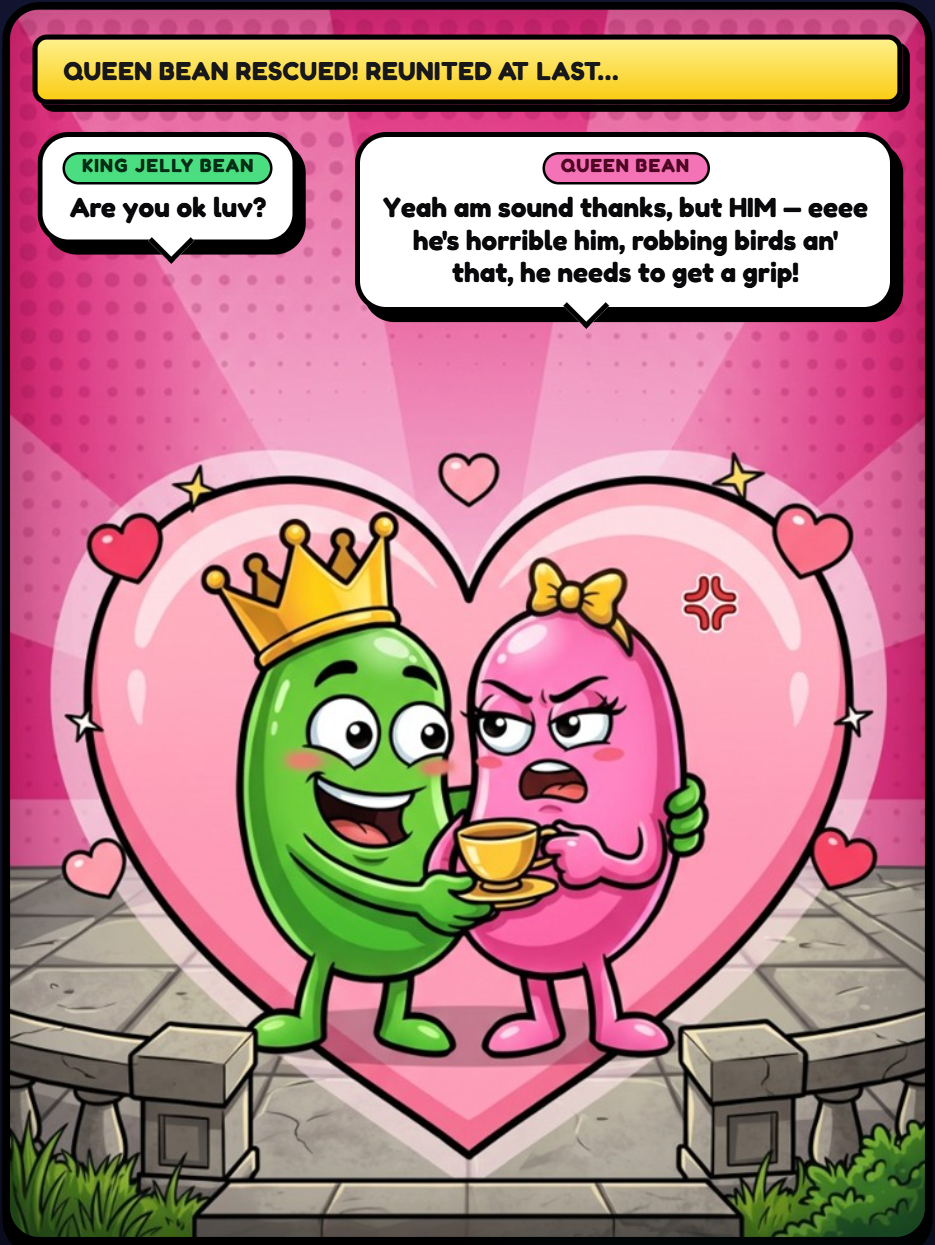 QUEEN BEAN RESCUED! REUNITED AT LAST...
KING JELLY BEAN
Are you ok luv?
QUEEN BEAN
Yeah am sound thanks, but HIM — eeee
he's horrible him, robbing birds an'
that, he needs to get a grip!